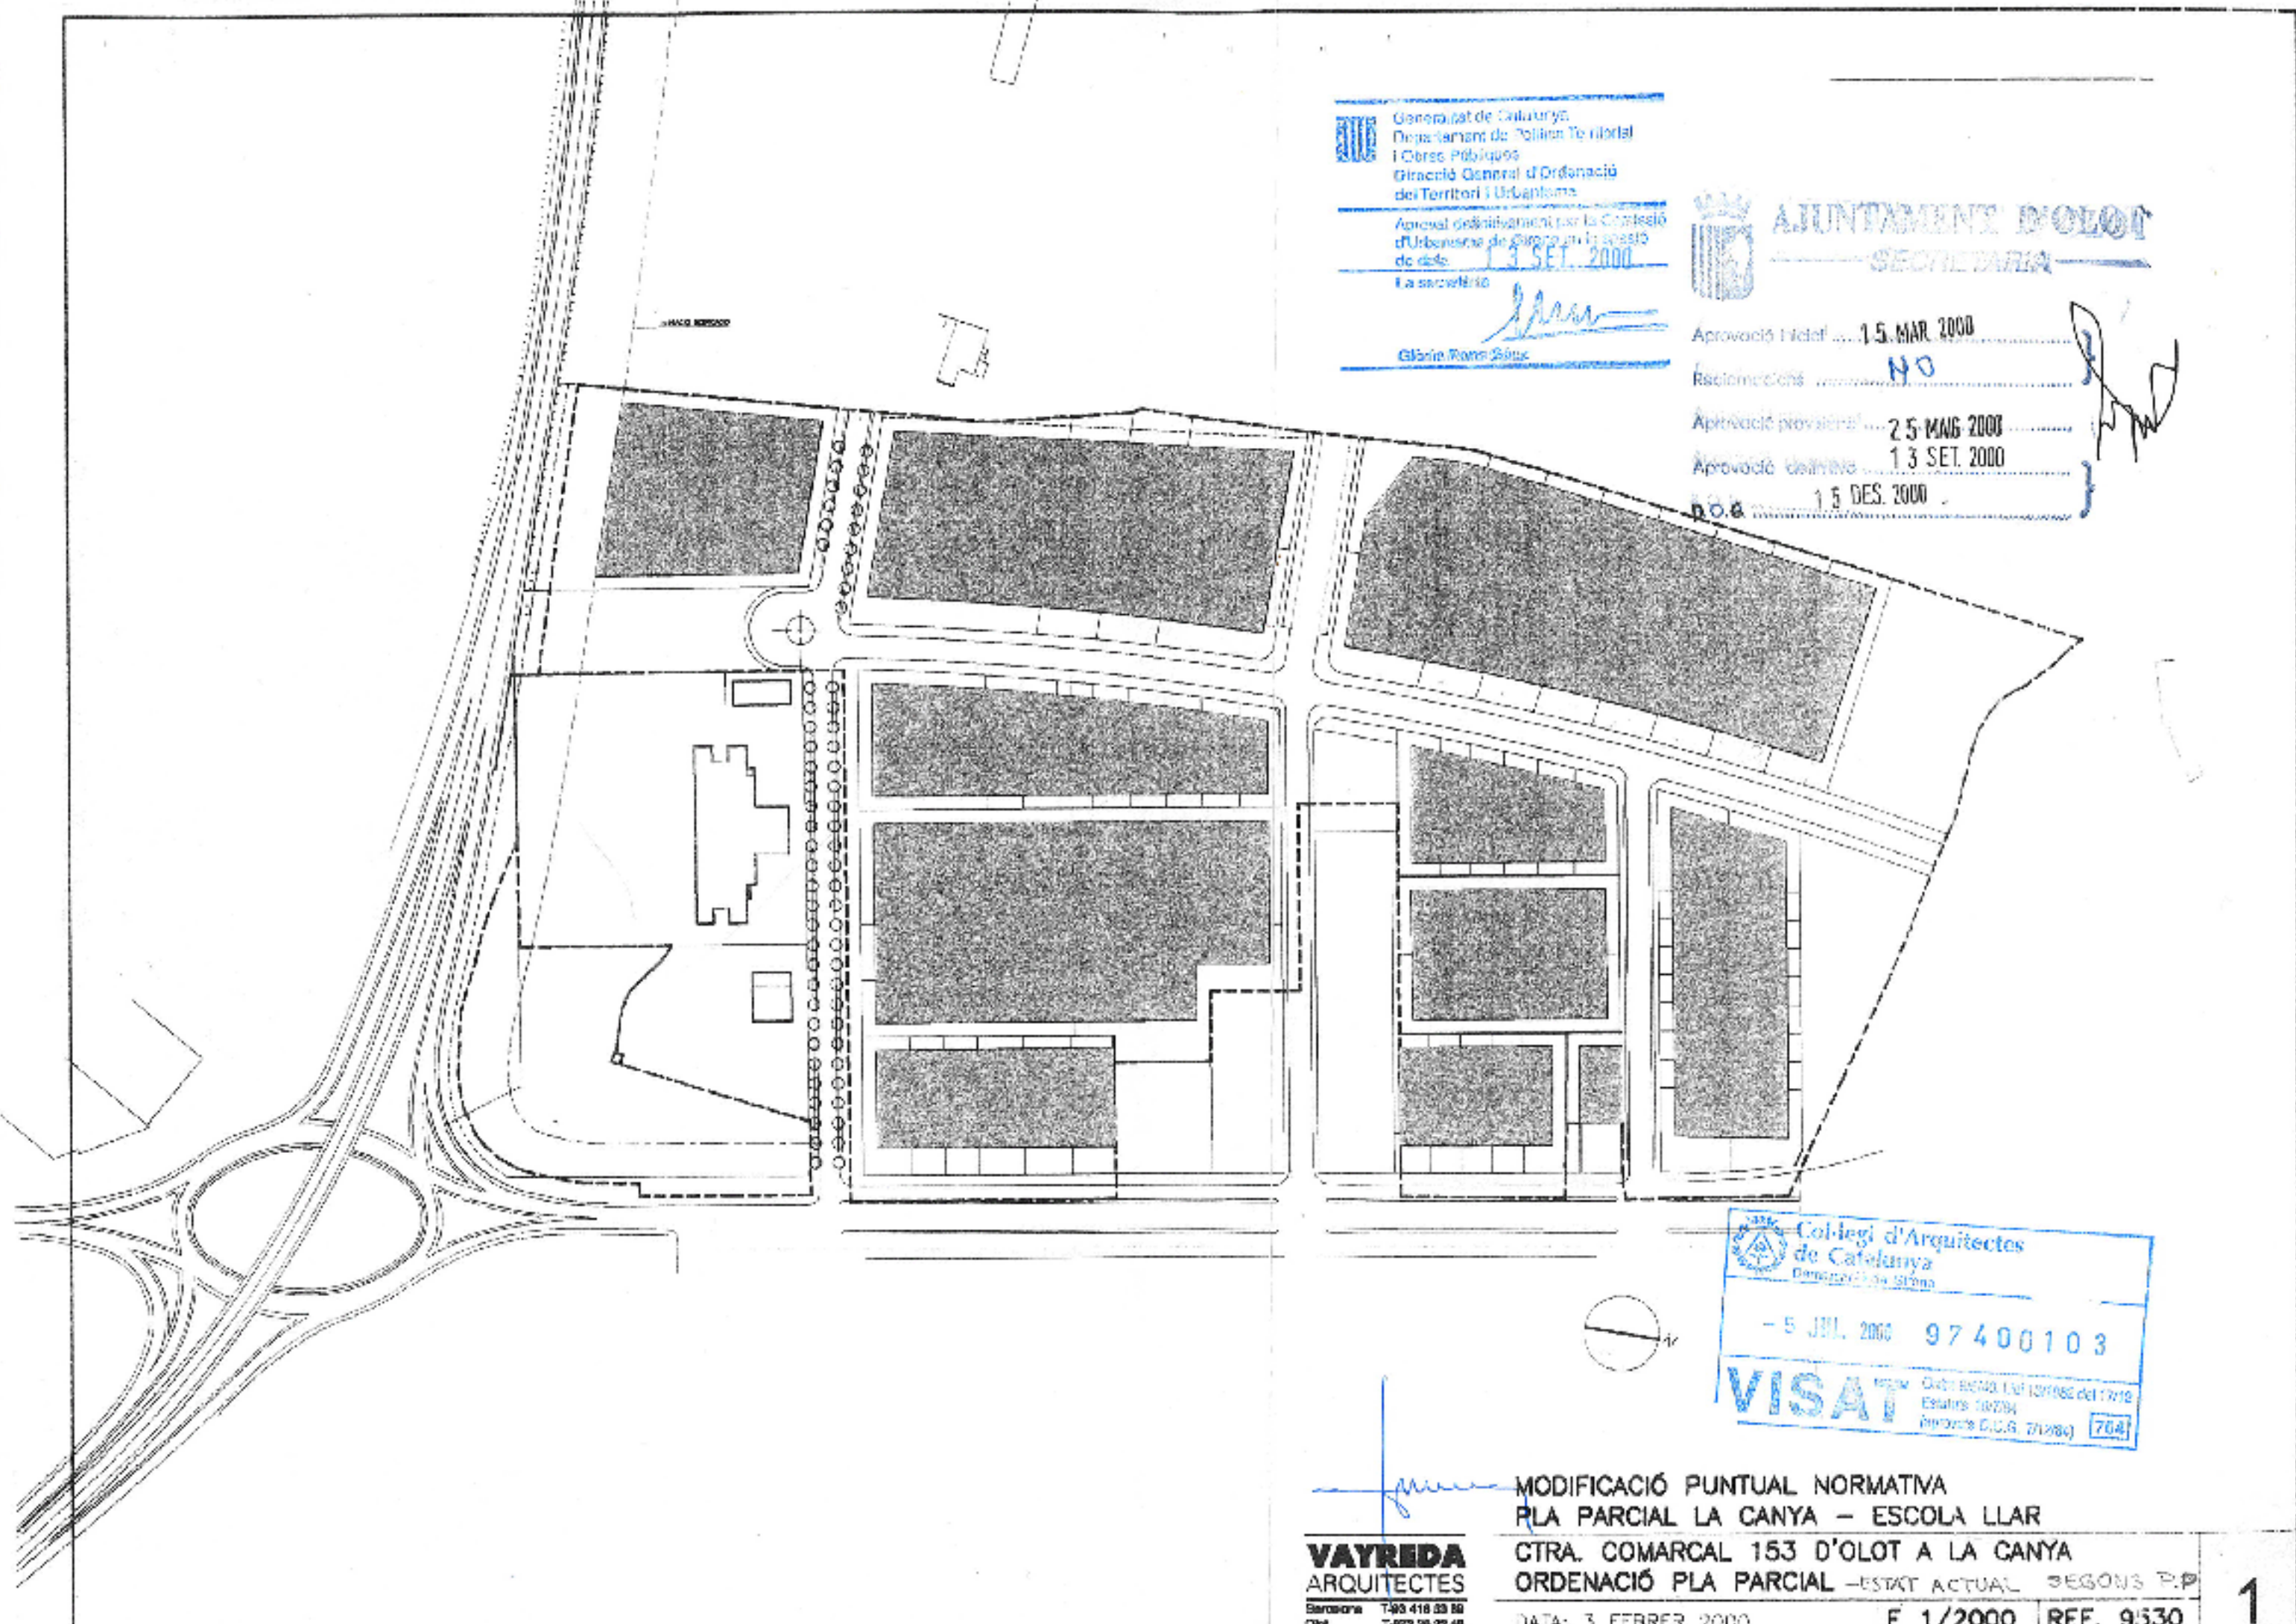 Generalitat de Catalunya
Departament de Política Territorial
i Obres Públiques
Direcció General d'Ordenació
del Territori i Urbanisme
Aprovat definitivament per la Comissió
d'Urbanisme de Girona en la sessió
de data 13 SET. 2000
La secretària
AJUNTAMENT D'OLOT
SECRETARIA
Aprovació inicial 15 MAR. 2000
Reclamacions NO
Aprovació provisional 25 MAIG 2000
Aprovació definitiva 13 SET. 2000
15 DES. 2000
Col·legi d'Arquitectes
de Catalunya
- 5 JUL. 2000 97400103
VISAT
764
MODIFICACIÓ PUNTUAL NORMATIVA
PLA PARCIAL LA CANYA – ESCOLA LLAR
VAYREDA
ARQUITECTES
CTRA. COMARCAL 153 D'OLOT A LA CANYA
ORDENACIÓ PLA PARCIAL - ESTAT ACTUAL SEGONS P.P
DATA: 3 FEBRER 2000 E 1/2000 REF. 9330
1